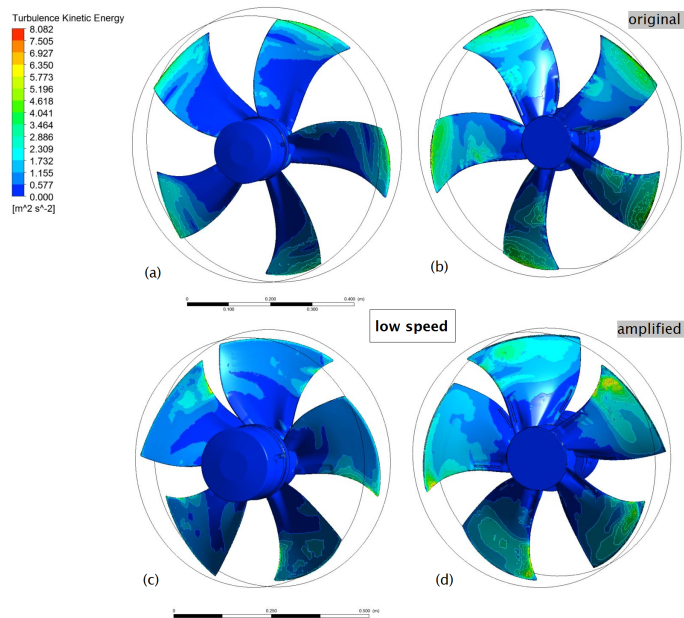 Turbulence Kinetic Energy
8.082
7.505
6.927
6.350
5.773
5.196
4.618
4.041
3.464
2.886
2.309
1.732
1.155
0.577
0.000
[m^2 s^-2]
original
(a)
(b)
0 0.200 0.400 (m)
0.100 0.300
low speed
amplified
(c)
(d)
0 0.250 0.500 (m)